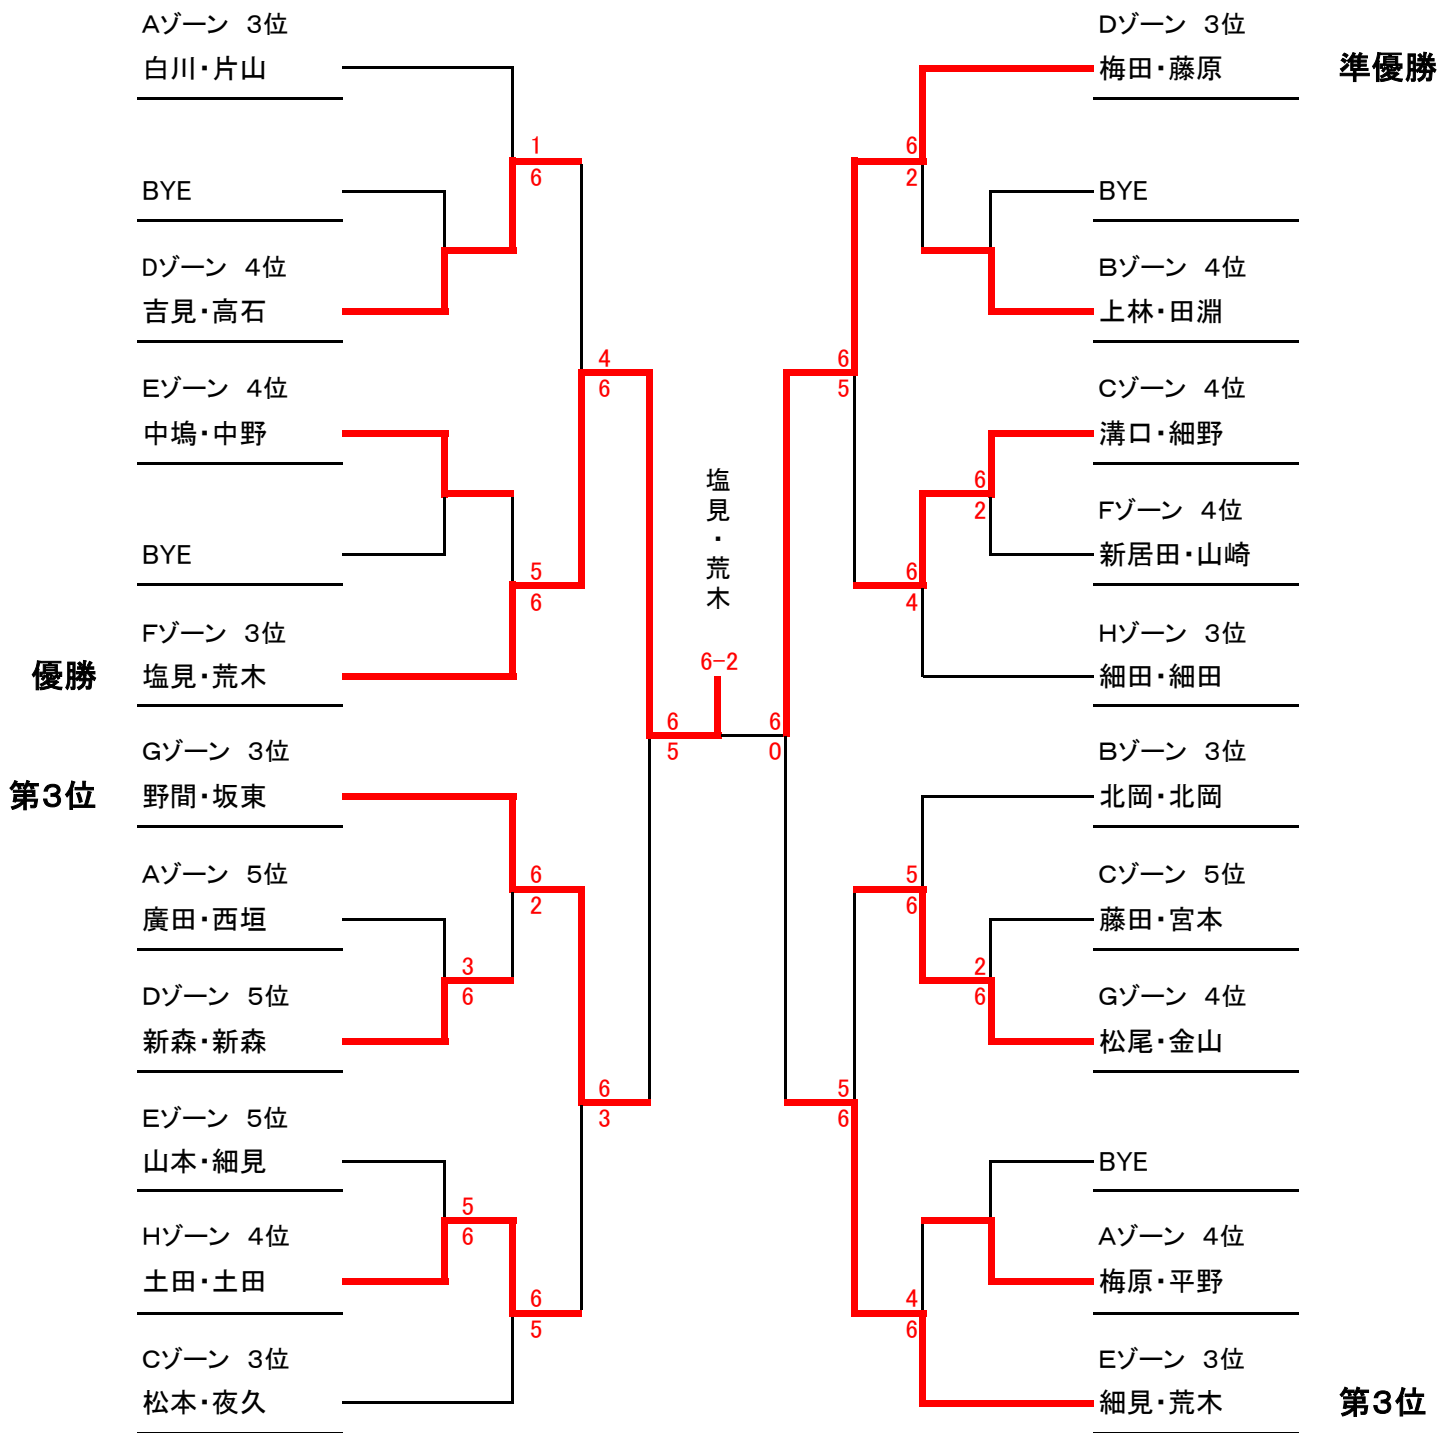 Aゾーン　3位
白川・片山
1
6
BYE
Dゾーン　4位
吉見・高石
4
6
Eゾーン　4位
中塢・中野
BYE
5
6
Fゾーン　3位
優勝
塩見・荒木
6
5
Gゾーン　3位
第3位
野間・坂東
6
2
Aゾーン　5位
廣田・西垣
3
6
Dゾーン　5位
新森・新森
6
3
Eゾーン　5位
山本・細見
5
6
Hゾーン　4位
土田・土田
6
5
Cゾーン　3位
松本・夜久
塩見・荒木
6-2
Dゾーン　3位
梅田・藤原
準優勝
6
2
BYE
Bゾーン　4位
上林・田淵
6
5
Cゾーン　4位
溝口・細野
6
2
Fゾーン　4位
新居田・山崎
6
4
Hゾーン　3位
細田・細田
6
0
Bゾーン　3位
北岡・北岡
5
6
Cゾーン　5位
藤田・宮本
2
6
Gゾーン　4位
松尾・金山
5
6
BYE
Aゾーン　4位
梅原・平野
4
6
Eゾーン　3位
細見・荒木
第3位